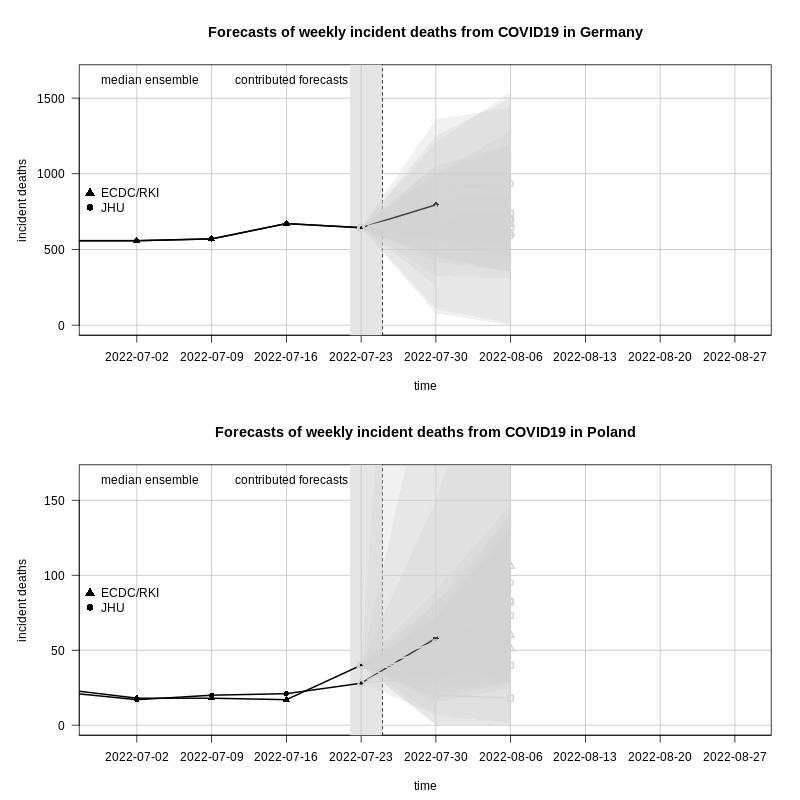 Forecasts of weekly incident deaths from COVID19 in Germany
median ensemble contributed forecasts
1500
1000
500
0
incident deaths
ECDC/RKI
JHU
2022-07-02 2022-07-09 2022-07-16 2022-07-23 2022-07-30 2022-08-06 2022-08-13 2022-08-20 2022-08-27
time
Forecasts of weekly incident deaths from COVID19 in Poland
median ensemble contributed forecasts
150
100
50
0
incident deaths
ECDC/RKI
JHU
2022-07-02 2022-07-09 2022-07-16 2022-07-23 2022-07-30 2022-08-06 2022-08-13 2022-08-20 2022-08-27
time